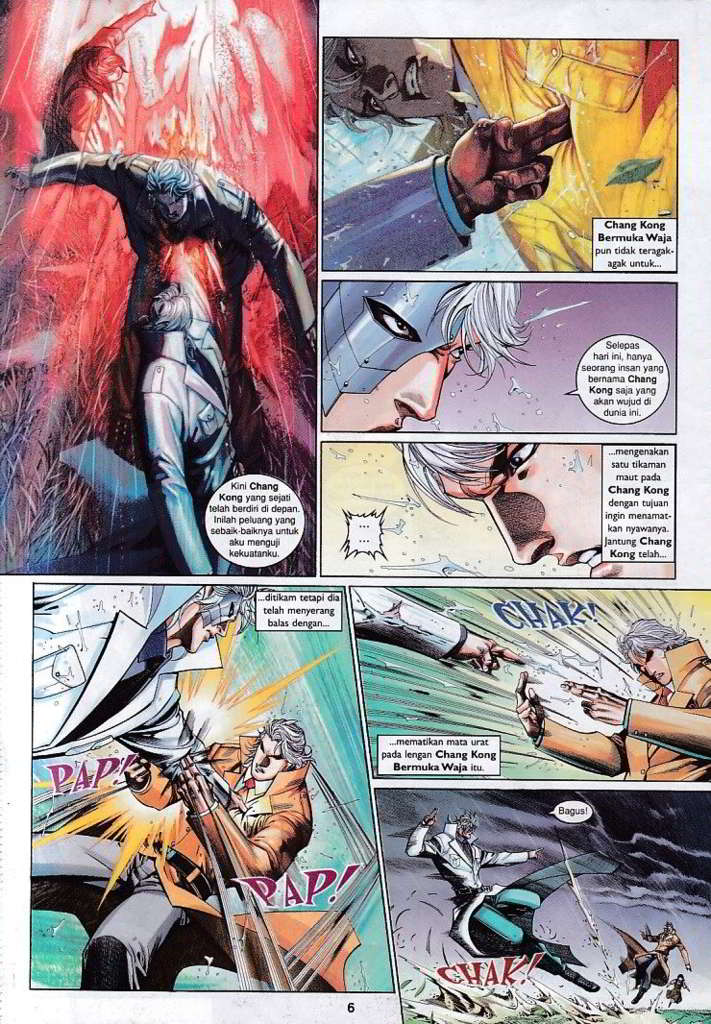 Kini Chang
Kong yang sejati
telah berdiri di depan.
Inilah peluang yang
sebaik-baiknya untuk
aku menguji
kekuatanku.
Chang Kong
Bermuka Waja
pun tidak teragak-
agak untuk...
Selepas
hari ini, hanya
seorang insan yang
bernama Chang
Kong saja yang
akan wujud di
dunia ini.
...mengenakan
satu tikaman
maut pada
Chang Kong
dengan tujuan
ingin menamat-
kan nyawanya.
Jantung Chang
Kong telah...
...
...
...ditikam tetapi dia
telah menyerang
balas dengan...
PAP!
PAP!
CHAK!
...mematikan mata urat
pada lengan Chang Kong
Bermuka Waja itu.
Bagus!
CHAK!
6